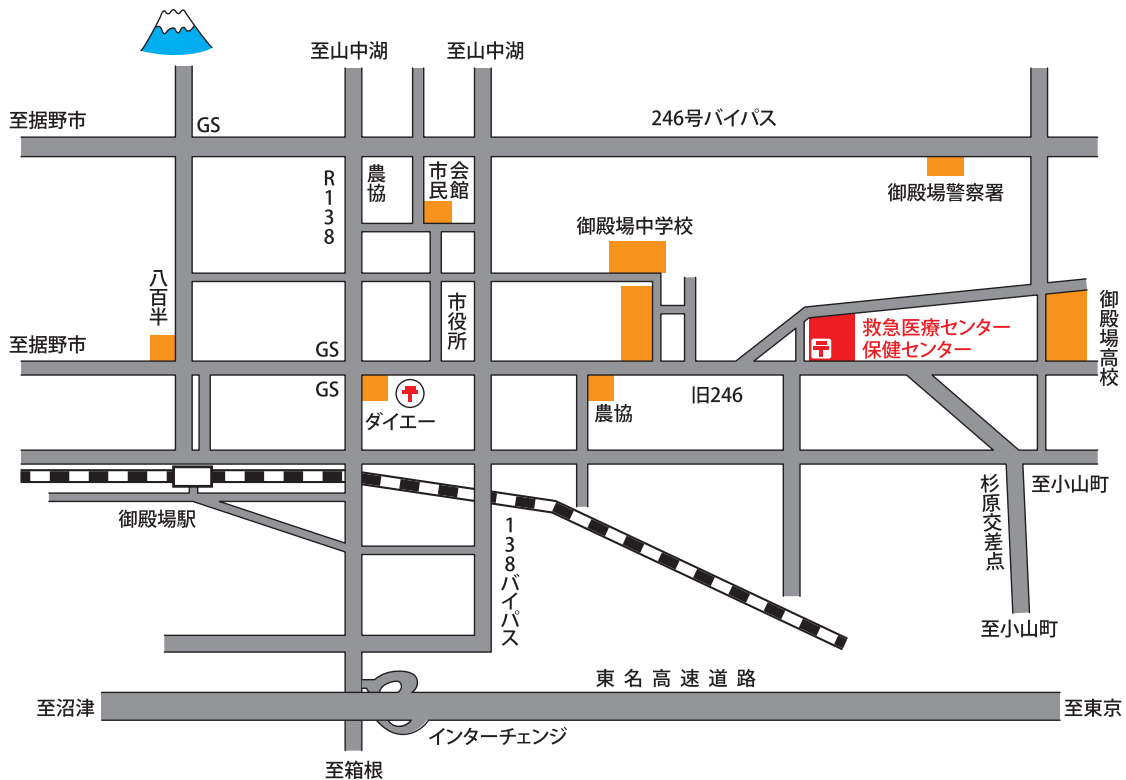 至山中湖
至山中湖
至据野市
GS
246号バイパス
R138
農協
市民
会館
御殿場警察署
御殿場中学校
八百半
市役所
御殿場高校
至据野市
GS
救急医療センター
保健センター
GS
ダイエー
農協
旧246
杉原交差点
至小山町
御殿場駅
138バイパス
至小山町
東名高速道路
至沼津
至東京
インターチェンジ
至箱根